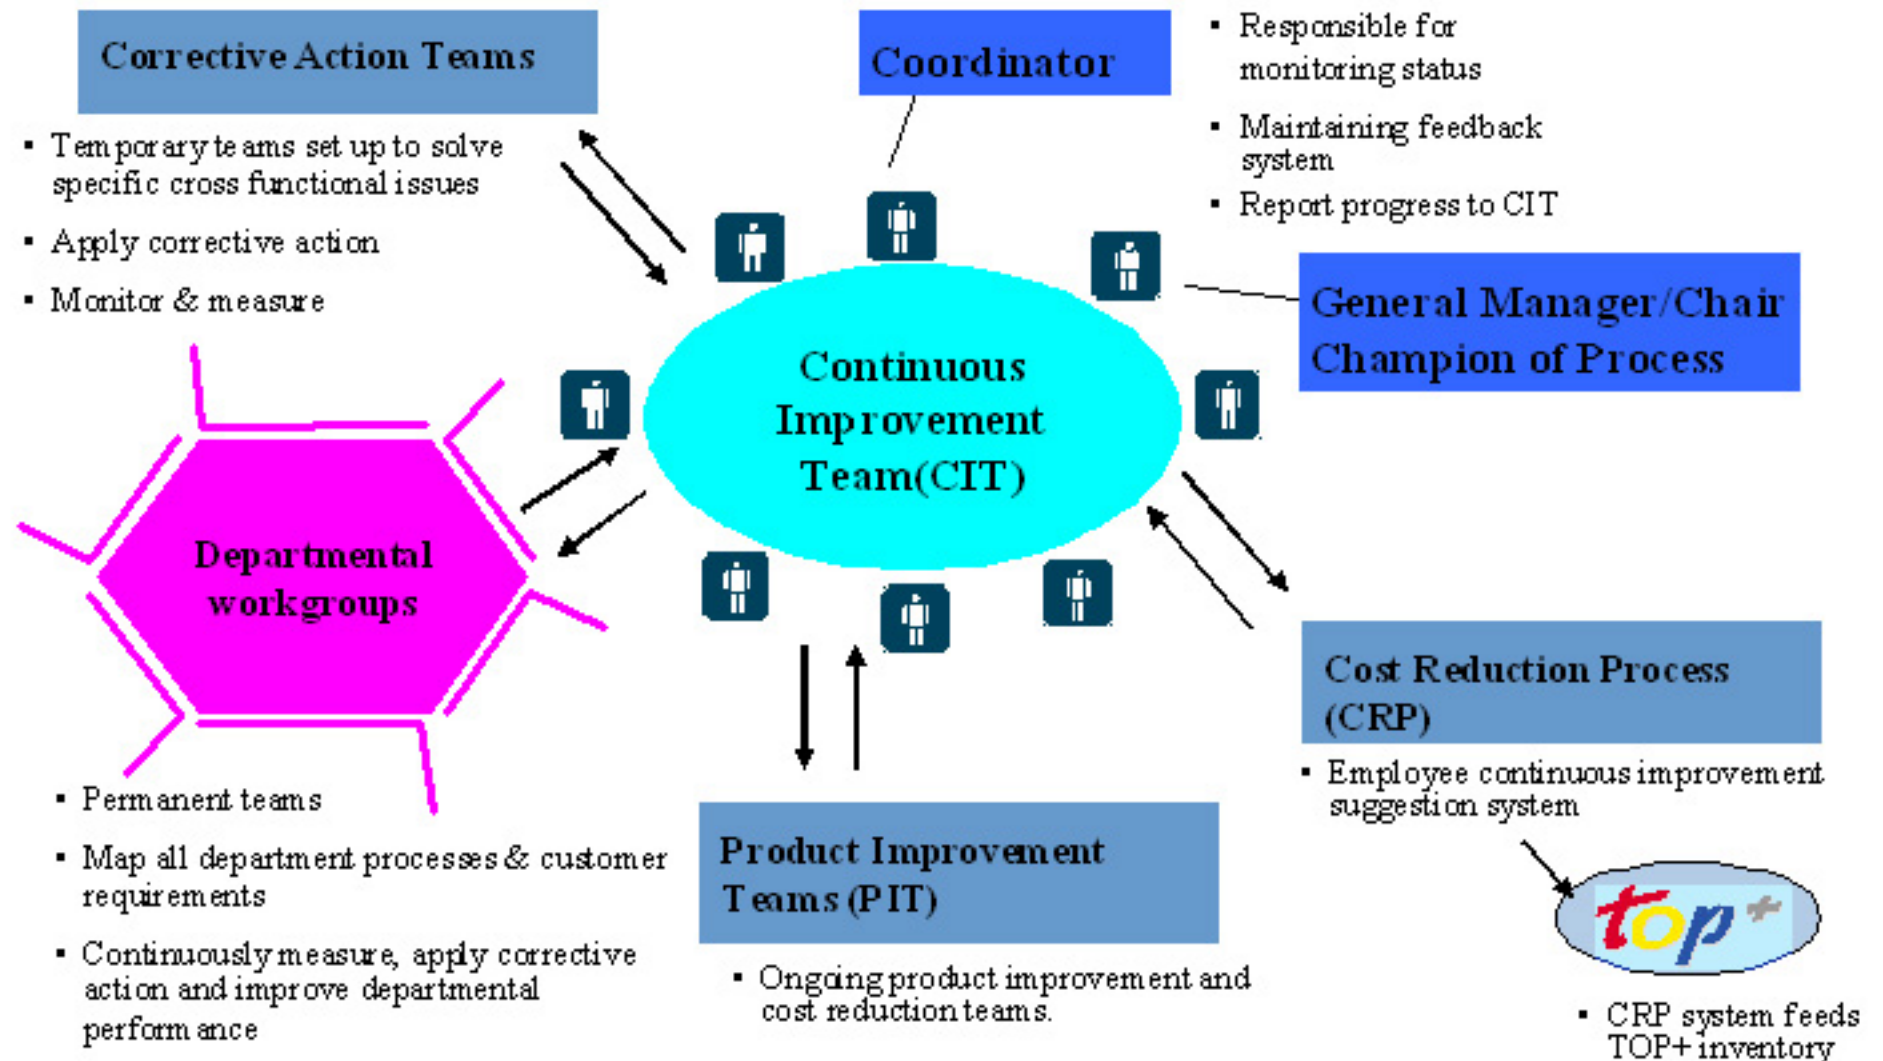 Corrective Action Teams
▪ Temporary teams set up to solve
specific cross functional issues
▪ Apply corrective action
▪ Monitor & measure
Coordinator
▪ Responsible for
monitoring status
▪ Maintaining feedback
system
▪ Report progress to CIT
General Manager/Chair
Champion of Process
Continuous
Improvement
Team(CIT)
Departmental
workgroups
▪ Permanent teams
▪ Map all department processes & customer
requirements
▪ Continuously measure, apply corrective
action and improve departmental
performance
Product Improvement
Teams (PIT)
▪ Ongoing product improvement and
cost reduction teams.
Cost Reduction Process
(CRP)
▪ Employee continuous improvement
suggestion system
top+
▪ CRP system feeds
TOP+ inventory